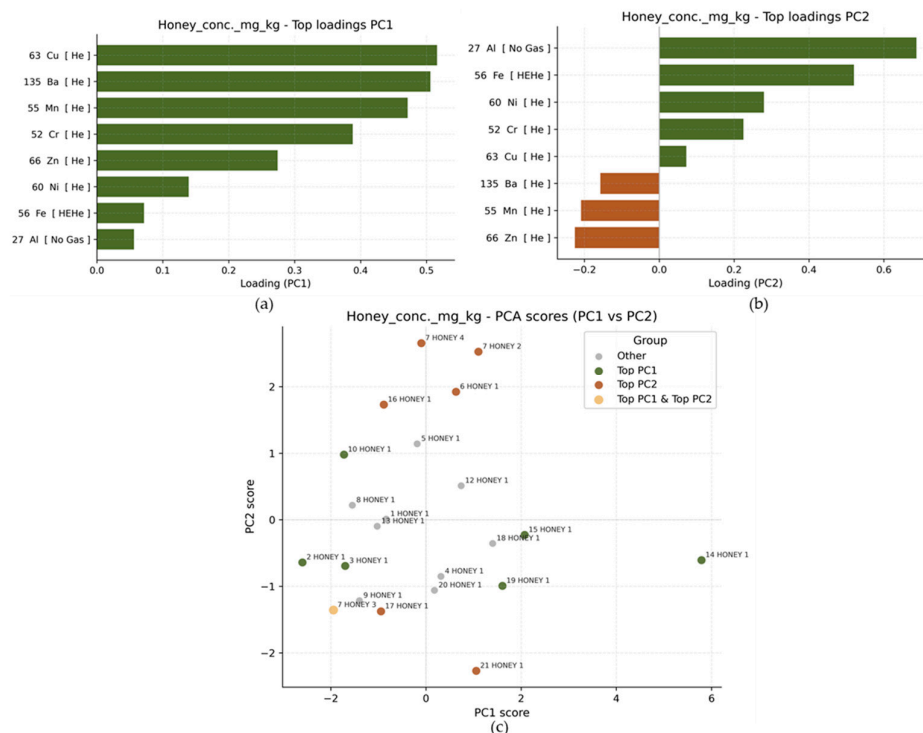 Honey_conc._mg_kg - Top loadings PC1
63 Cu [ He ]
135 Ba [ He ]
55 Mn [ He ]
52 Cr [ He ]
66 Zn [ He ]
60 Ni [ He ]
56 Fe [ HEHe ]
27 Al [ No Gas ]
0.0 0.1 0.2 0.3 0.4 0.5
Loading (PC1)
(a)
Honey_conc._mg_kg - Top loadings PC2
27 Al [ No Gas ]
56 Fe [ HEHe ]
60 Ni [ He ]
52 Cr [ He ]
63 Cu [ He ]
135 Ba [ He ]
55 Mn [ He ]
66 Zn [ He ]
−0.2 0.0 0.2 0.4 0.6
Loading (PC2)
(b)
Honey_conc._mg_kg - PCA scores (PC1 vs PC2)
Group
Other
Top PC1
Top PC2
Top PC1 & Top PC2
7 HONEY 4
7 HONEY 2
6 HONEY 1
16 HONEY 1
5 HONEY 1
10 HONEY 1
12 HONEY 1
8 HONEY 1
1 HONEY 1
13 HONEY 1
15 HONEY 1
18 HONEY 1
14 HONEY 1
2 HONEY 1
3 HONEY 1
4 HONEY 1
19 HONEY 1
20 HONEY 1
9 HONEY 1
7 HONEY 3
17 HONEY 1
21 HONEY 1
2
1
0
−1
−2
PC2 score
−2 0 2 4 6
PC1 score
(c)